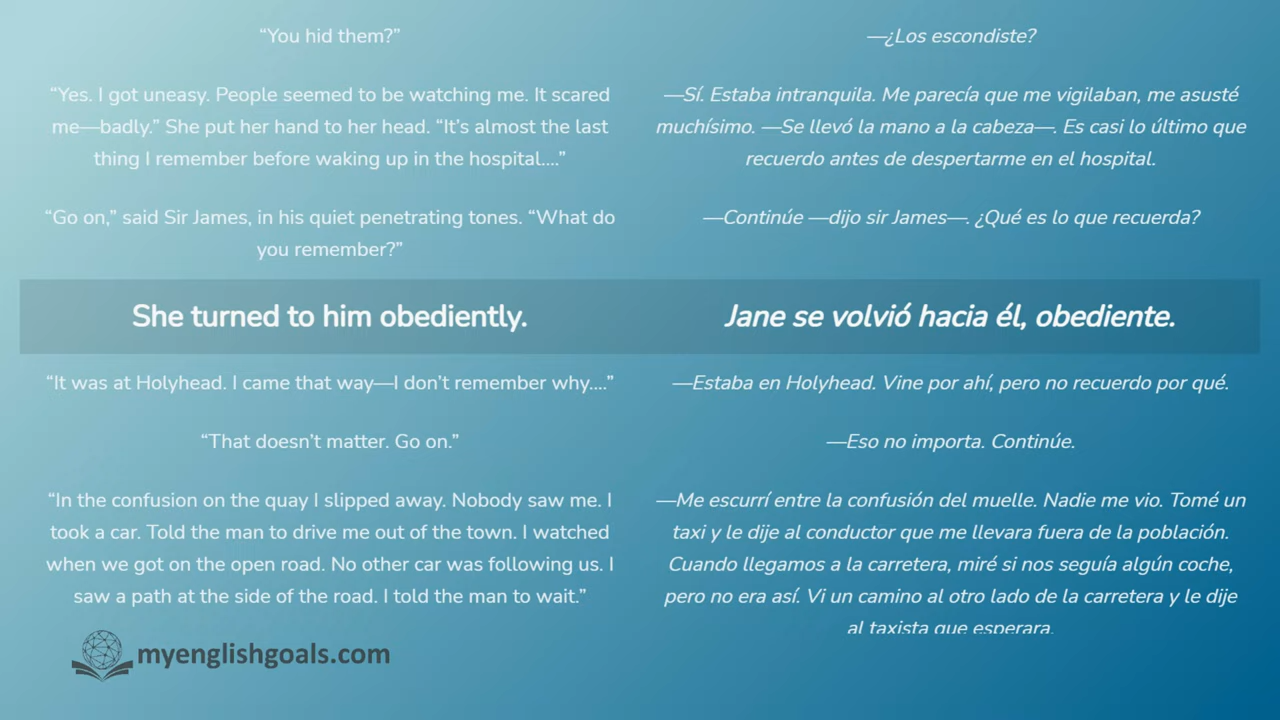 “You hid them?”
—¿Los escondiste?
“Yes. I got uneasy. People seemed to be watching me. It scared
me—badly.” She put her hand to her head. “It’s almost the last
thing I remember before waking up in the hospital....”
—Sí. Estaba intranquila. Me parecía que me vigilaban, me asusté
muchísimo. —Se llevó la mano a la cabeza—. Es casi lo último que
recuerdo antes de despertarme en el hospital.
“Go on,” said Sir James, in his quiet penetrating tones. “What do
you remember?”
—Continúe —dijo sir James—. ¿Qué es lo que recuerda?
She turned to him obediently.
Jane se volvió hacia él, obediente.
“It was at Holyhead. I came that way—I don’t remember why....”
—Estaba en Holyhead. Vine por ahí, pero no recuerdo por qué.
“That doesn’t matter. Go on.”
—Eso no importa. Continúe.
“In the confusion on the quay I slipped away. Nobody saw me. I
took a car. Told the man to drive me out of the town. I watched
when we got on the open road. No other car was following us. I
saw a path at the side of the road. I told the man to wait.”
—Me escurrí entre la confusión del muelle. Nadie me vio. Tomé un
taxi y le dije al conductor que me llevara fuera de la población.
Cuando llegamos a la carretera, miré si nos seguía algún coche,
pero no era así. Vi un camino al otro lado de la carretera y le dije
al taxista que esperara.
myenglishgoals.com